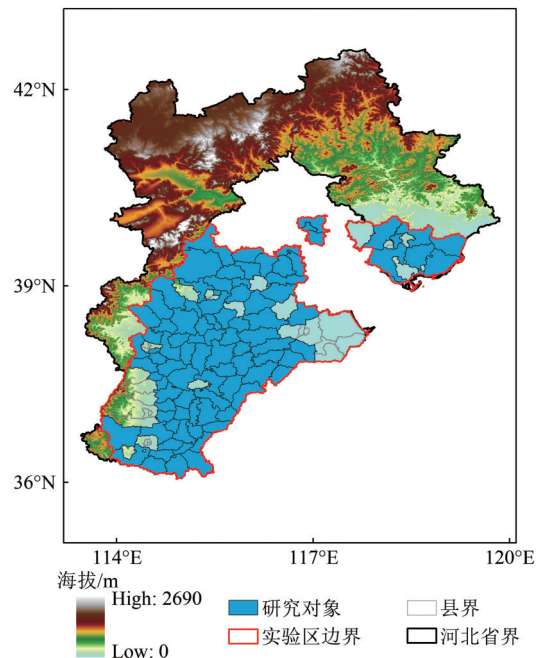 42°N
39°N
36°N
114°E 117°E 120°E
海拔/m
High: 2690
Low: 0
研究对象 县界
实验区边界 河北省界